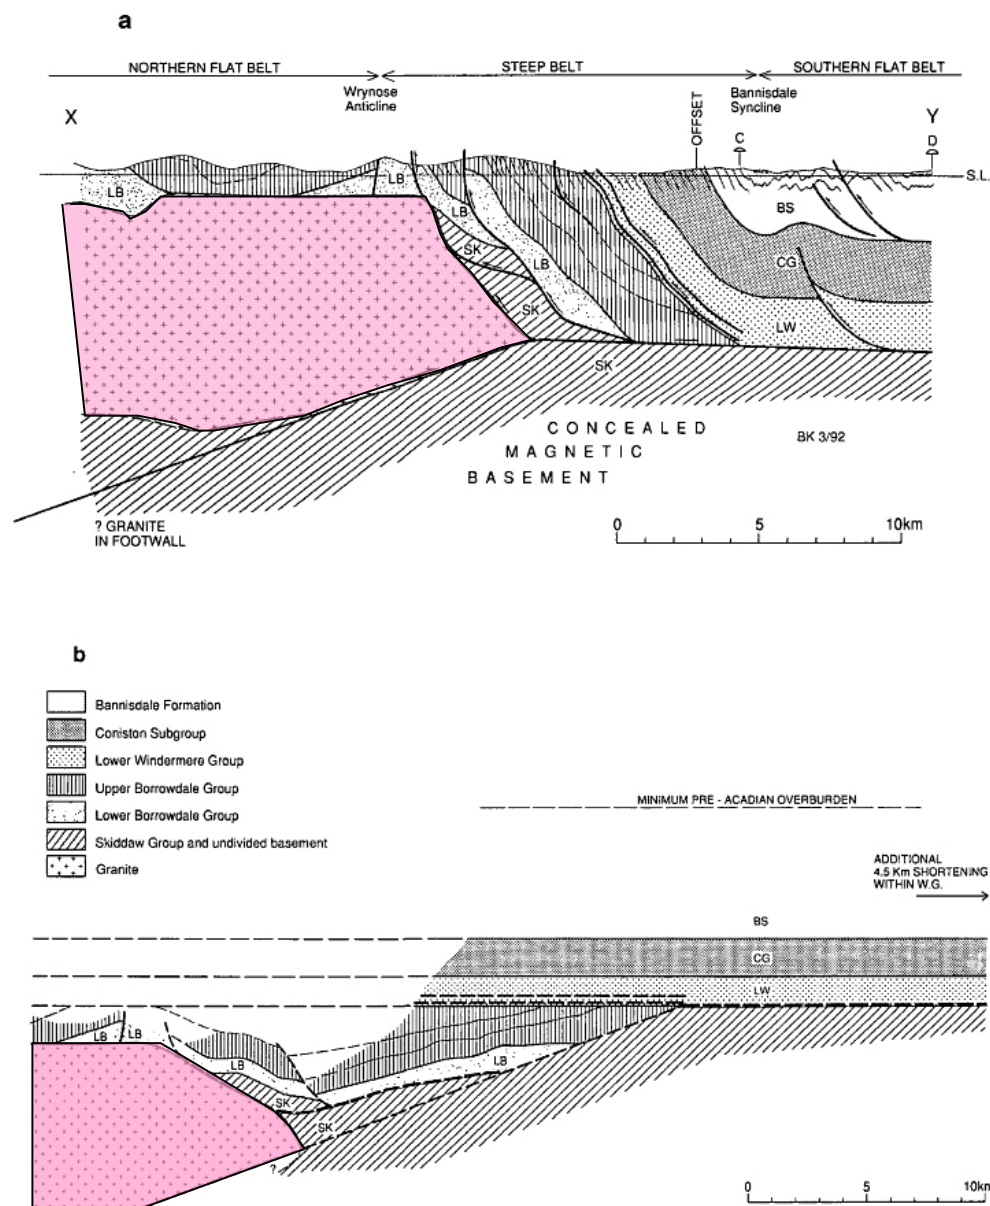 a
NORTHERN FLAT BELT
STEEP BELT
SOUTHERN FLAT BELT
Wrynose
Anticline
Bannisdale
Syncline
OFFSET
X
Y
C
D
S.L.
LB
LB
LB
BS
SK
LB
CG
SK
LW
SK
CONCEALED
MAGNETIC
BASEMENT
BK 3/92
? GRANITE
IN FOOTWALL
0 5 10km
b
Bannisdale Formation
Coniston Subgroup
Lower Windermere Group
Upper Borrowdale Group
Lower Borrowdale Group
Skiddaw Group and undivided basement
Granite
MINIMUM PRE - ACADIAN OVERBURDEN
ADDITIONAL
4.5 Km SHORTENING
WITHIN W.G.
BS
CG
LW
LB
LB
LB
LB
SK
SK
?
0 5 10km